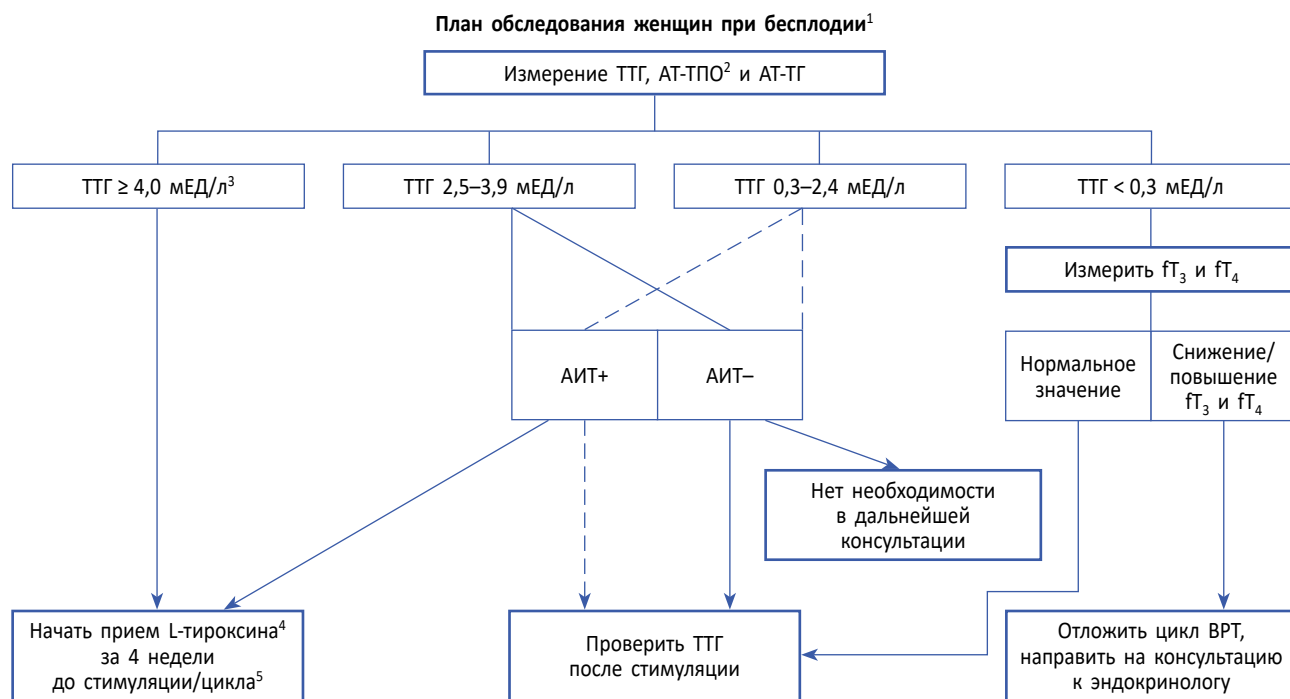 План обследования женщин при бесплодии¹
Измерение ТТГ, АТ-ТПО² и АТ-ТГ
ТТГ ≥ 4,0 мЕД/л³
ТТГ 2,5–3,9 мЕД/л
ТТГ 0,3–2,4 мЕД/л
ТТГ < 0,3 мЕД/л
Измерить fT₃ и fT₄
АИТ+
АИТ–
Нормальное
значение
Снижение/
повышение
fT₃ и fT₄
Нет необходимости
в дальнейшей
консультации
Начать прием L-тироксина⁴
за 4 недели
до стимуляции/цикла⁵
Проверить ТТГ
после стимуляции
Отложить цикл ВРТ,
направить на консультацию
к эндокринологу